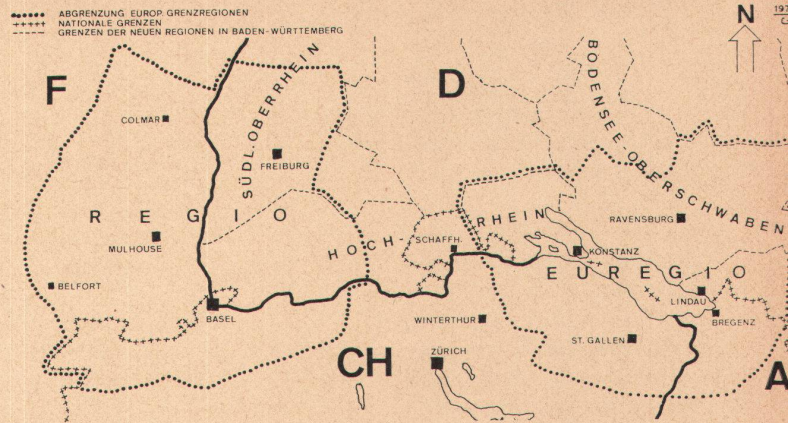 ABGRENZUNG EUROP. GRENZREGIONEN
NATIONALE GRENZEN
GRENZEN DER NEUEN REGIONEN IN BADEN-WÜRTTEMBERG
N
197
F
D
COLMAR
SÜDL. OBERRHEIN
FREIBURG
BODENSEE-OBERSCHWABEN
REGIO
MULHOUSE
HOCH-RHEIN
SCHAFFH.
RAVENSBURG
KONSTANZ
EUREGIO
BELFORT
BASEL
LINDAU
BREGENZ
WINTERTHUR
ST. GALLEN
ZÜRICH
CH
A